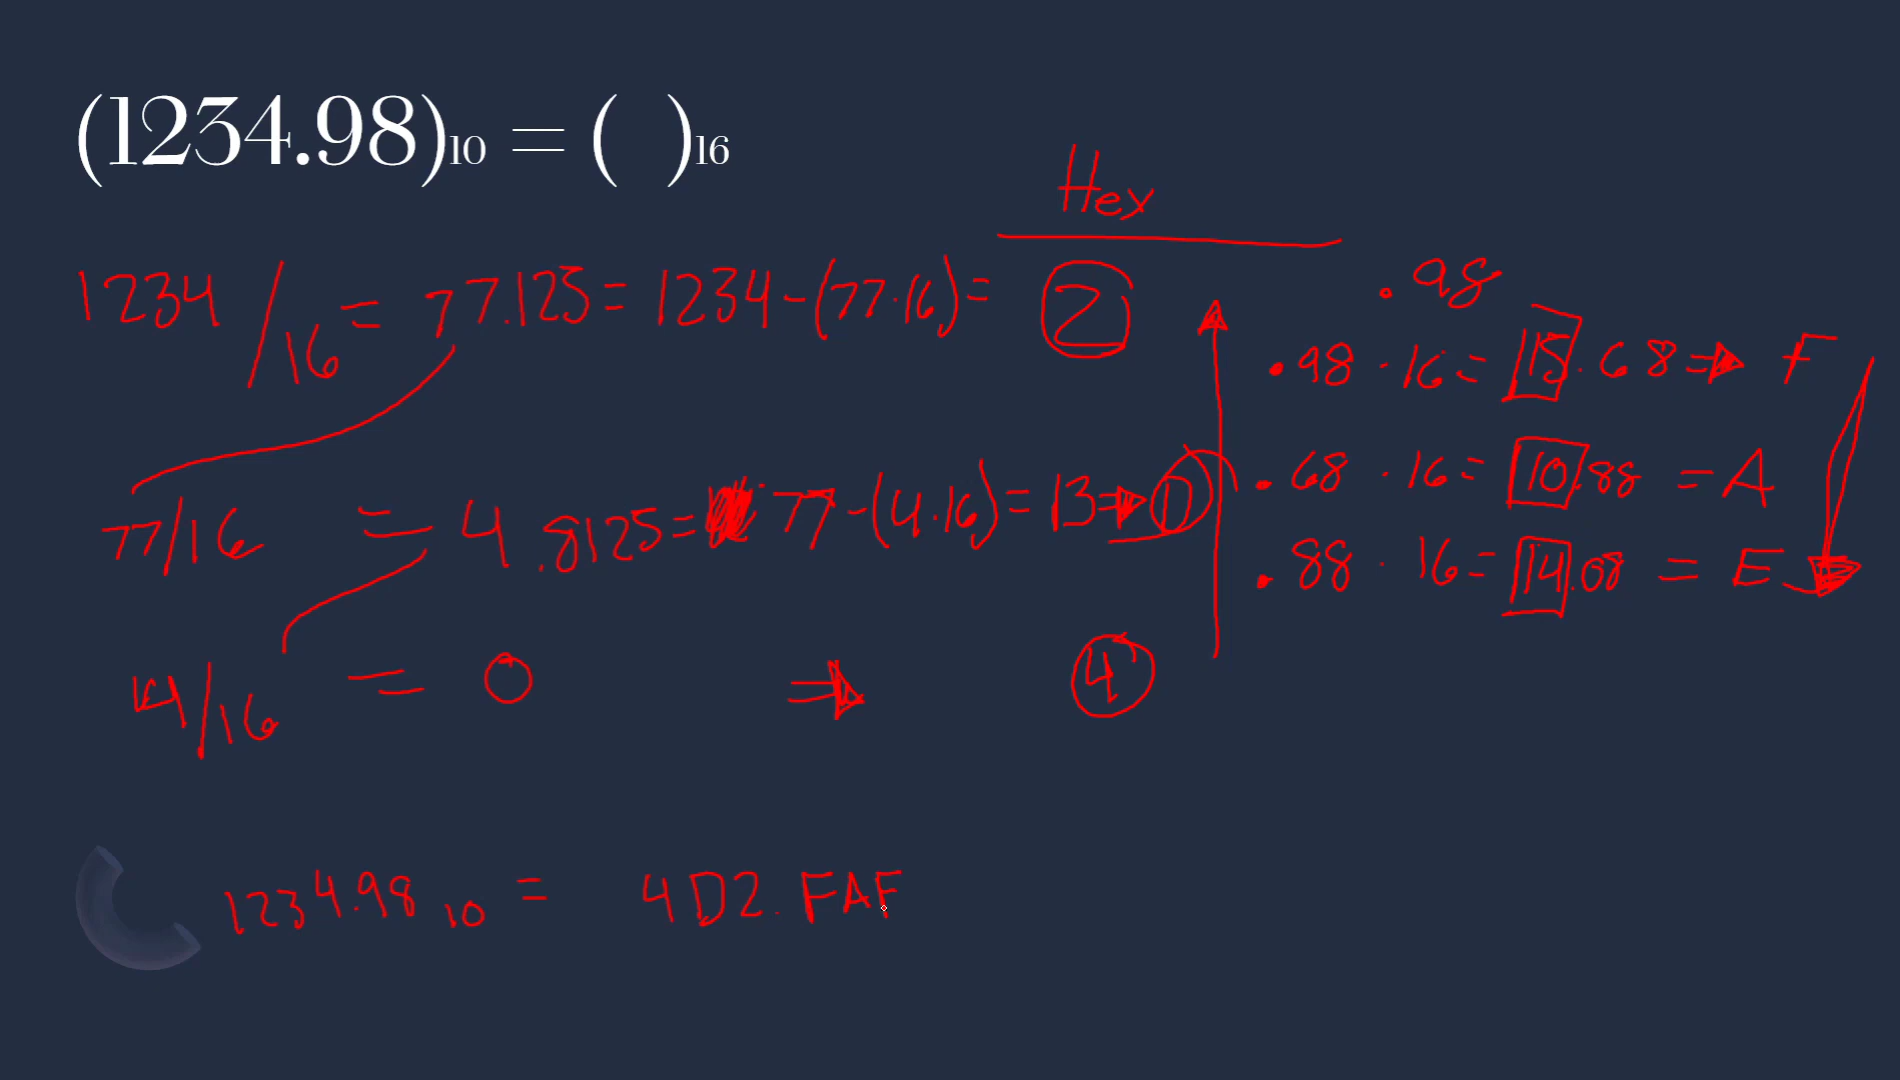 (1234.98)10 = ( )16
Hex
1234/16 = 77.125 = 1234 - (77·16) = 2
77/16 = 4.8125 = 77 - (4·16) = 13 ⇒ D
4/16 = 0 ⇒ 4
.98
.98 · 16 = 15.68 ⇒ F
.68 · 16 = 10.88 = A
.88 · 16 = 14.08 = E
1234.98 10 = 4D2.FAF